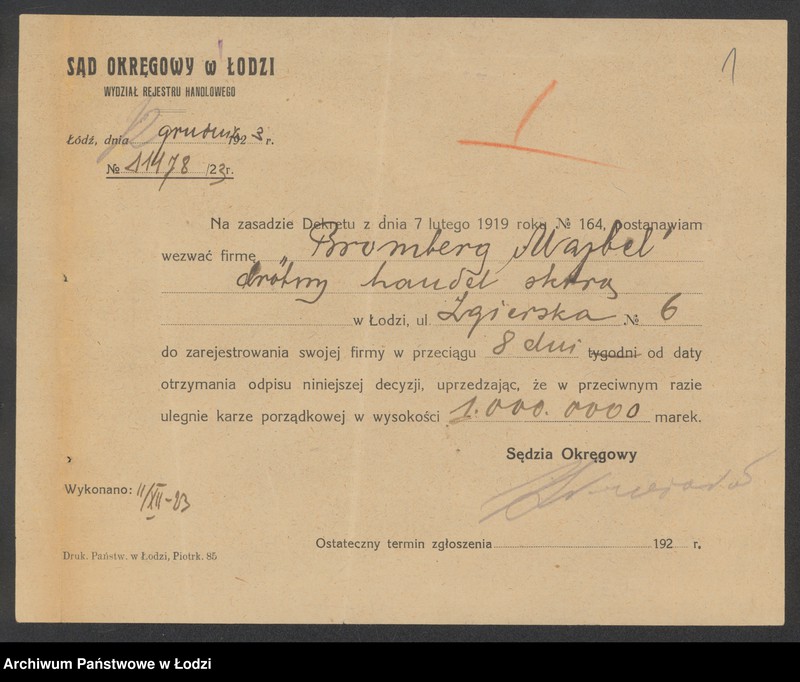 1
SĄD OKRĘGOWY w ŁODZI
WYDZIAŁ REJESTRU HANDLOWEGO
Łódź, dnia grudnia 1923 r.
№ 11478/23r.
Na zasadzie Dekretu z dnia 7 lutego 1919 roku № 164, postanawiam
wezwać firmę „Bromberg Majbel"
drobny handel skórą
w Łodzi, ul. Zgierska № 6
do zarejestrowania swojej firmy w przeciągu 8 dni tygodni od daty
otrzymania odpisu niniejszej decyzji, uprzedzając, że w przeciwnym razie
ulegnie karze porządkowej w wysokości 1.000.0000 marek.
Sędzia Okręgowy
Wykonano: 11/XII-23
Ostateczny termin zgłoszenia 192 r.
Druk. Państw. w Łodzi, Piotrk. 85
Archiwum Państwowe w Łodzi